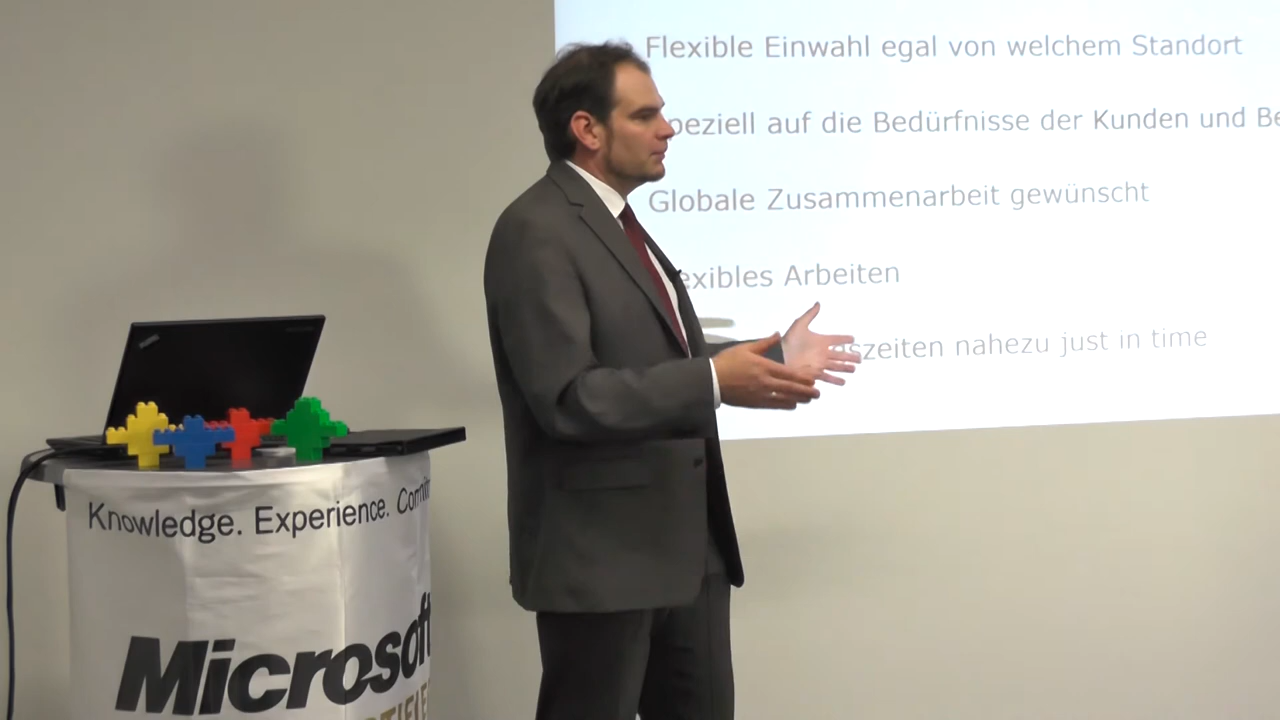 Flexible Einwahl egal von welchem Standort
peziell auf die Bedürfnisse der Kunden und Be
Globale Zusammenarbeit gewünscht
exibles Arbeiten
szeiten nahezu just in time
Knowledge. Experience. Commi
Microsoft